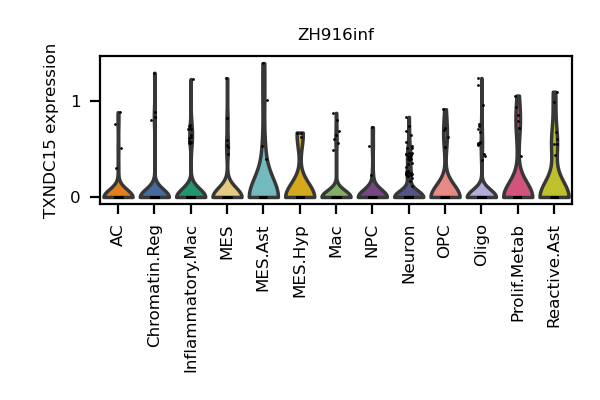 ZH916inf
TXNDC15 expression
1
0
AC
Chromatin.Reg
Inflammatory.Mac
MES
MES.Ast
MES.Hyp
Mac
NPC
Neuron
OPC
Oligo
Prolif.Metab
Reactive.Ast